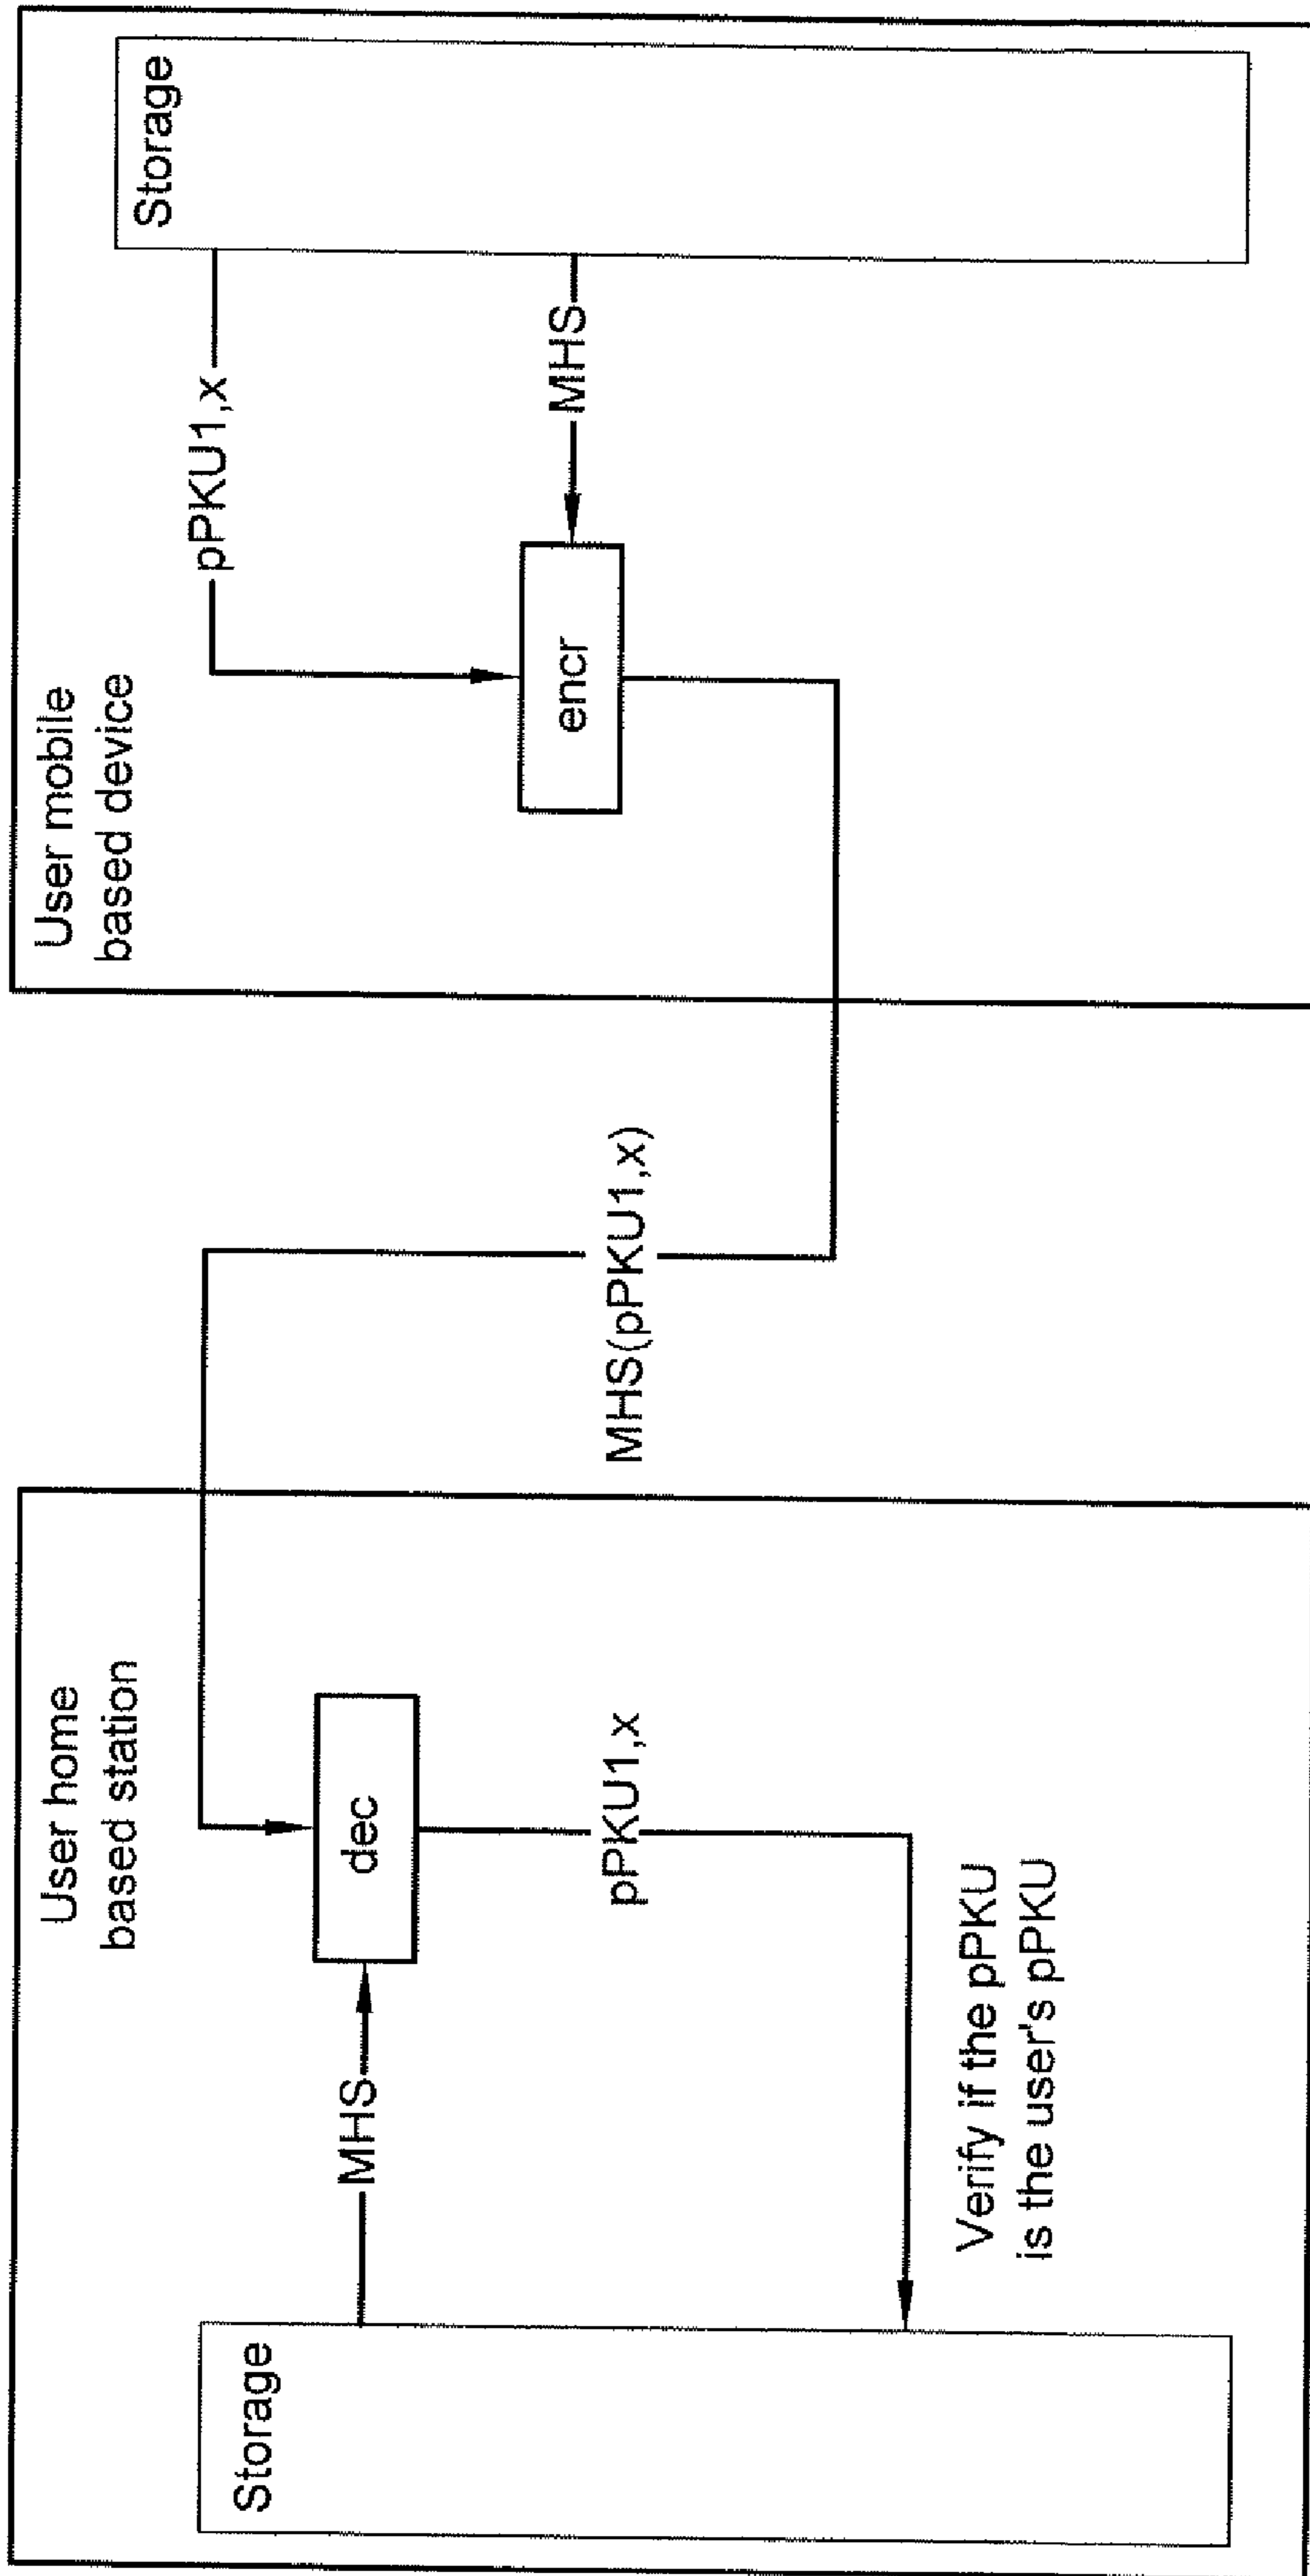 User home
based station
Storage
MHS
dec
pPKU1,x
Verify if the pPKU
is the user's pPKU
MHS(pPKU1,x)
User mobile
based device
Storage
pPKU1,x
MHS
encr